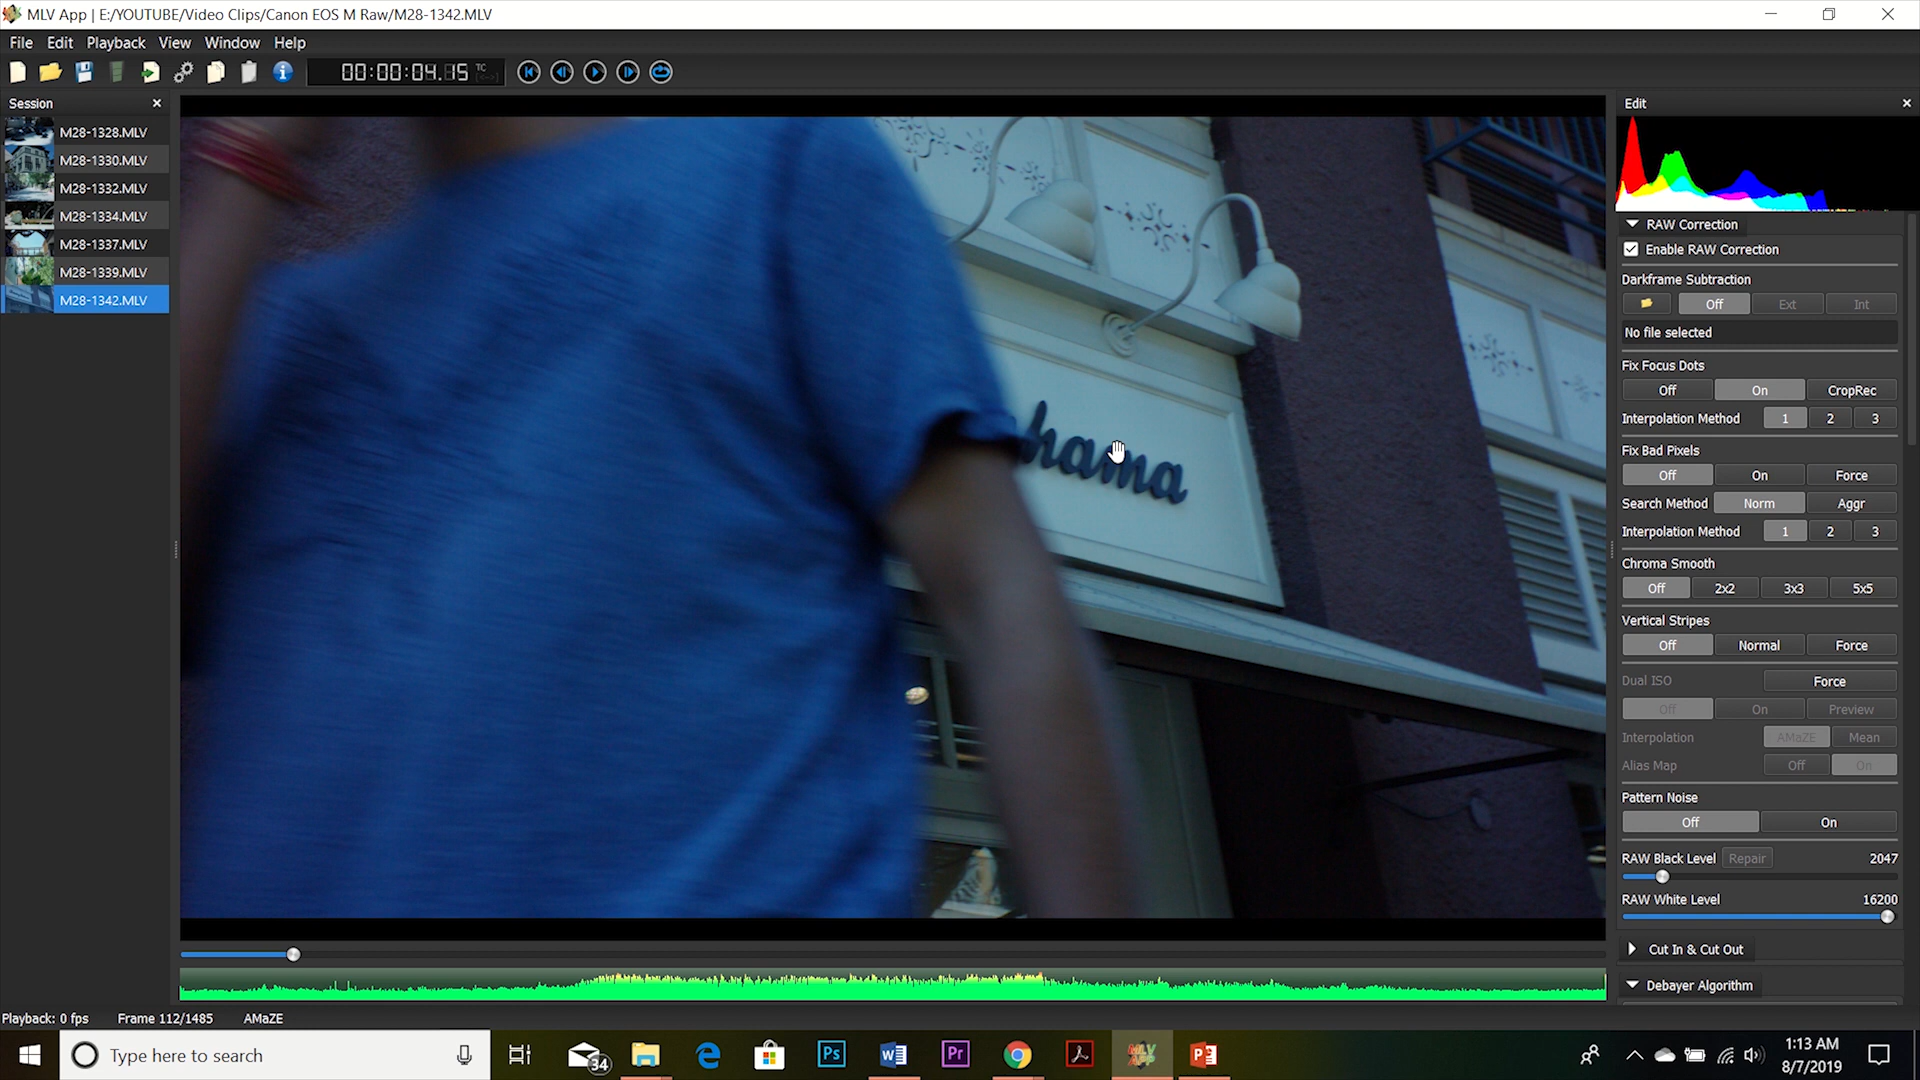 MLV App | E:/YOUTUBE/Video Clips/Canon EOS M Raw/M28-1342.MLV
File Edit Playback View Window Help
00:00:04.15 TC
Session
Edit
M28-1328.MLV
M28-1330.MLV
M28-1332.MLV
M28-1334.MLV
M28-1337.MLV
M28-1339.MLV
M28-1342.MLV
hama
RAW Correction
Enable RAW Correction
Darkframe Subtraction
Off Ext Int
No file selected
Fix Focus Dots
Off On CropRec
Interpolation Method 1 2 3
Fix Bad Pixels
Off On Force
Search Method Norm Aggr
Interpolation Method 1 2 3
Chroma Smooth
Off 2x2 3x3 5x5
Vertical Stripes
Off Normal Force
Dual ISO Force
Off On Preview
Interpolation AMaZE Mean
Alias Map Off On
Pattern Noise
Off On
RAW Black Level Repair 2047
RAW White Level 16200
Cut In & Cut Out
Debayer Algorithm
Playback: 0 fps Frame 112/1485 AMaZE
Type here to search
34
Ps
Pr
MLV APP
1:13 AM
8/7/2019